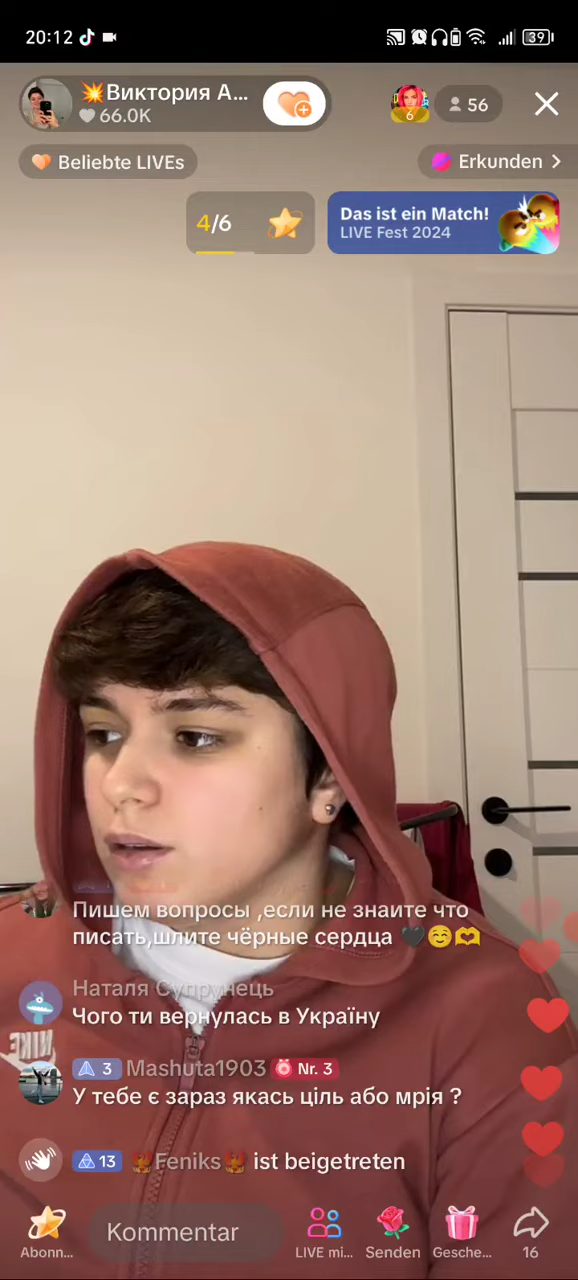 20:12
39
💥Виктория А...
66.0K
6
56
Beliebte LIVEs
Erkunden >
4/6
Das ist ein Match!
LIVE Fest 2024
Пишем вопросы ,если не знаите что
писать,шлите чёрные сердца 🖤☺️🫶
Наталя Супрунець
Чого ти вернулась в Україну
3 Mashuta1903 Nr. 3
У тебе є зараз якась ціль або мрія ?
13 🐦‍🔥Feniks🐦‍🔥 ist beigetreten
NIKE
Abonn...
Kommentar
LIVE mi...
Senden
Gesche...
16